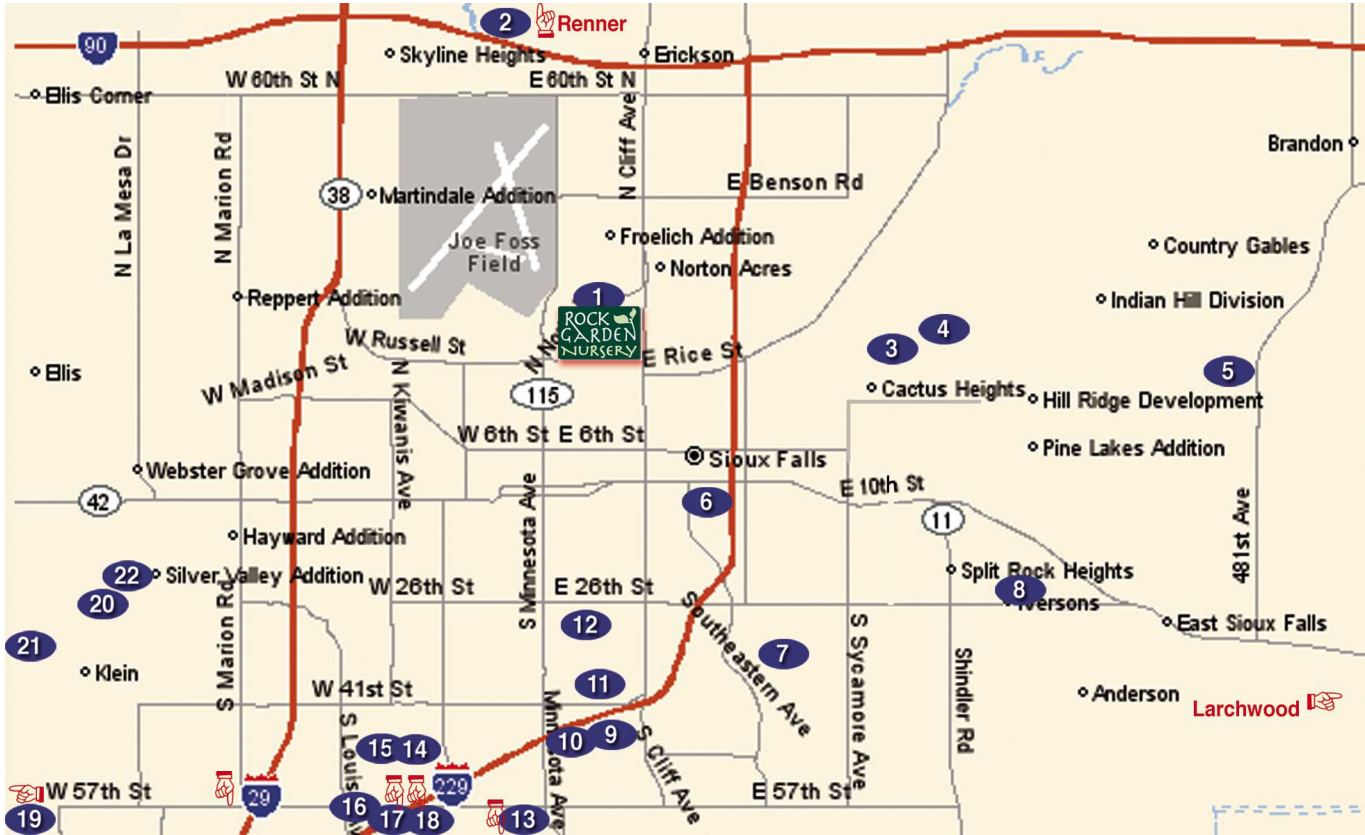 2
Renner
90
Skyline Heights
Erickson
W 60th St N
E 60th St N
Ellis Corner
N La Mesa Dr
N Marion Rd
N Cliff Ave
Brandon
38
Martindale Addition
E Benson Rd
Joe Foss
Field
Froelich Addition
Norton Acres
Country Gables
Reppert Addition
1
ROCK
GARDEN
NURSERY
Indian Hill Division
W Russell St
E Rice St
3
4
5
Ellis
W Madison St
N Kiwanis Ave
115
Cactus Heights
Hill Ridge Development
W 6th St
E 6th St
Sioux Falls
Pine Lakes Addition
Webster Grove Addition
42
6
E 10th St
11
481st Ave
Hayward Addition
22
Silver Valley Addition
S Minnesota Ave
Split Rock Heights
20
W 26th St
E 26th St
8
Iversons
12
Southeastern Ave
East Sioux Falls
21
Klein
S Marion Rd
7
S Sycamore Ave
Shindler Rd
W 41st St
11
Anderson
Larchwood
15
14
10
9
S Cliff Ave
W 57th St
29
229
E 57th St
19
16
17
18
13